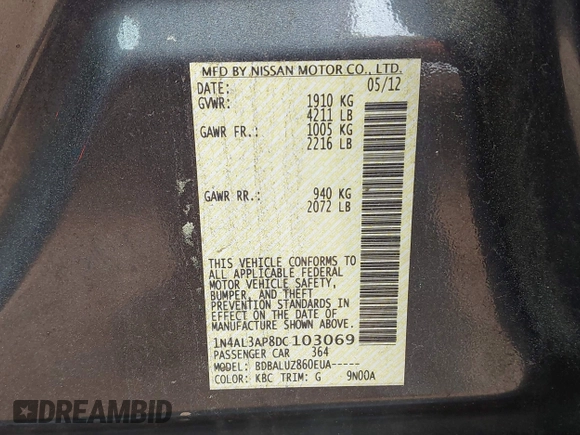 MFD BY NISSAN MOTOR CO., LTD.
DATE: 05/12
GVWR: 1910 KG
4211 LB
GAWR FR.: 1005 KG
2216 LB
GAWR RR.: 940 KG
2072 LB
THIS VEHICLE CONFORMS TO
ALL APPLICABLE FEDERAL
MOTOR VEHICLE SAFETY,
BUMPER, AND THEFT
PREVENTION STANDARDS IN
EFFECT ON THE DATE OF
MANUFACTURE SHOWN ABOVE.
1N4AL3AP8DC103069
PASSENGER CAR 364
MODEL: BDBALUZ860EUA-----
COLOR: KBC TRIM: G 9N00A
DREAMBID